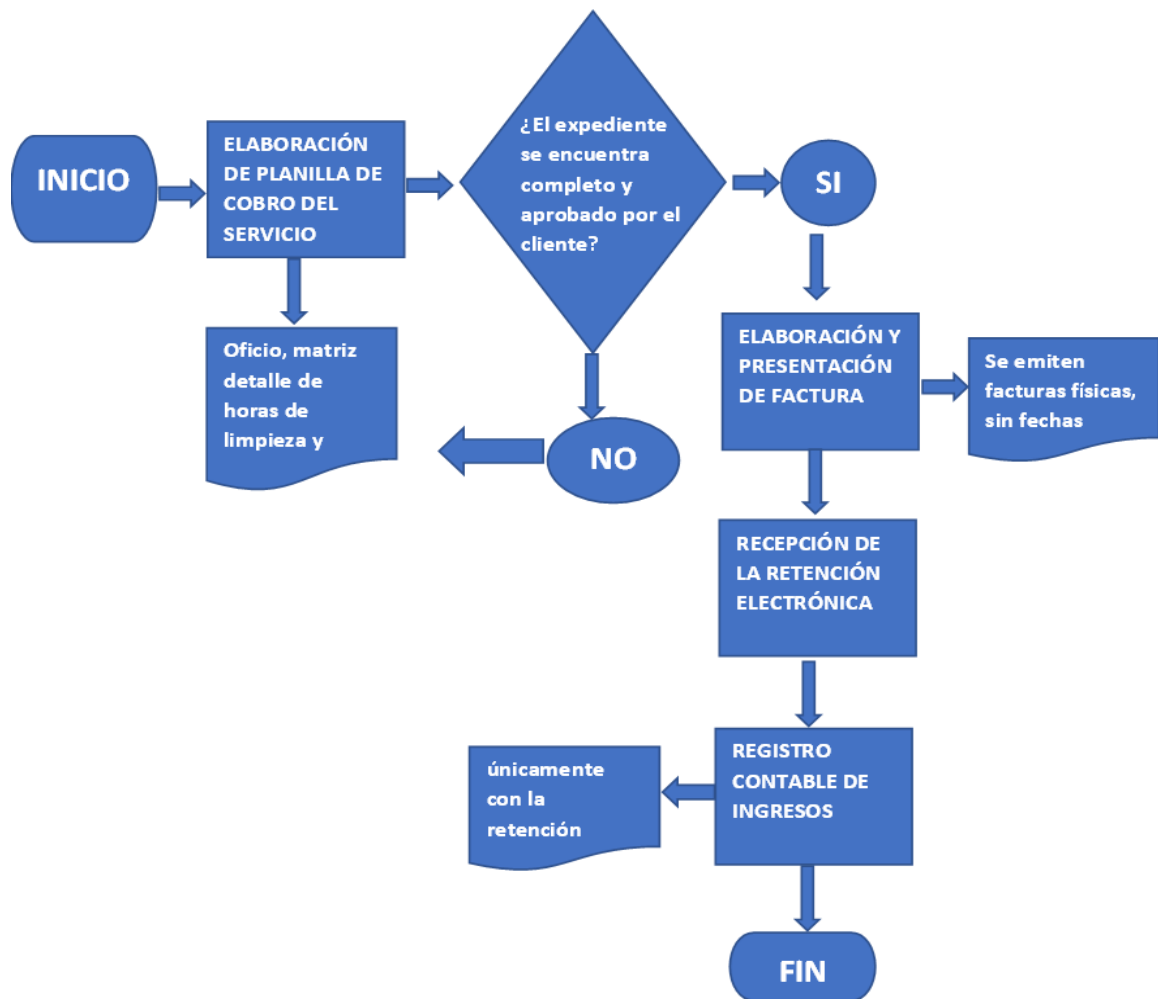 INICIO
ELABORACIÓN
DE PLANILLA DE
COBRO DEL
SERVICIO
¿El expediente
se encuentra
completo y
aprobado por el
cliente?
SI
Oficio, matriz
detalle de
horas de
limpieza y
NO
ELABORACIÓN Y
PRESENTACIÓN
DE FACTURA
Se emiten
facturas físicas,
sin fechas
RECEPCIÓN DE
LA RETENCIÓN
ELECTRÓNICA
REGISTRO
CONTABLE DE
INGRESOS
únicamente
con la
retención
FIN